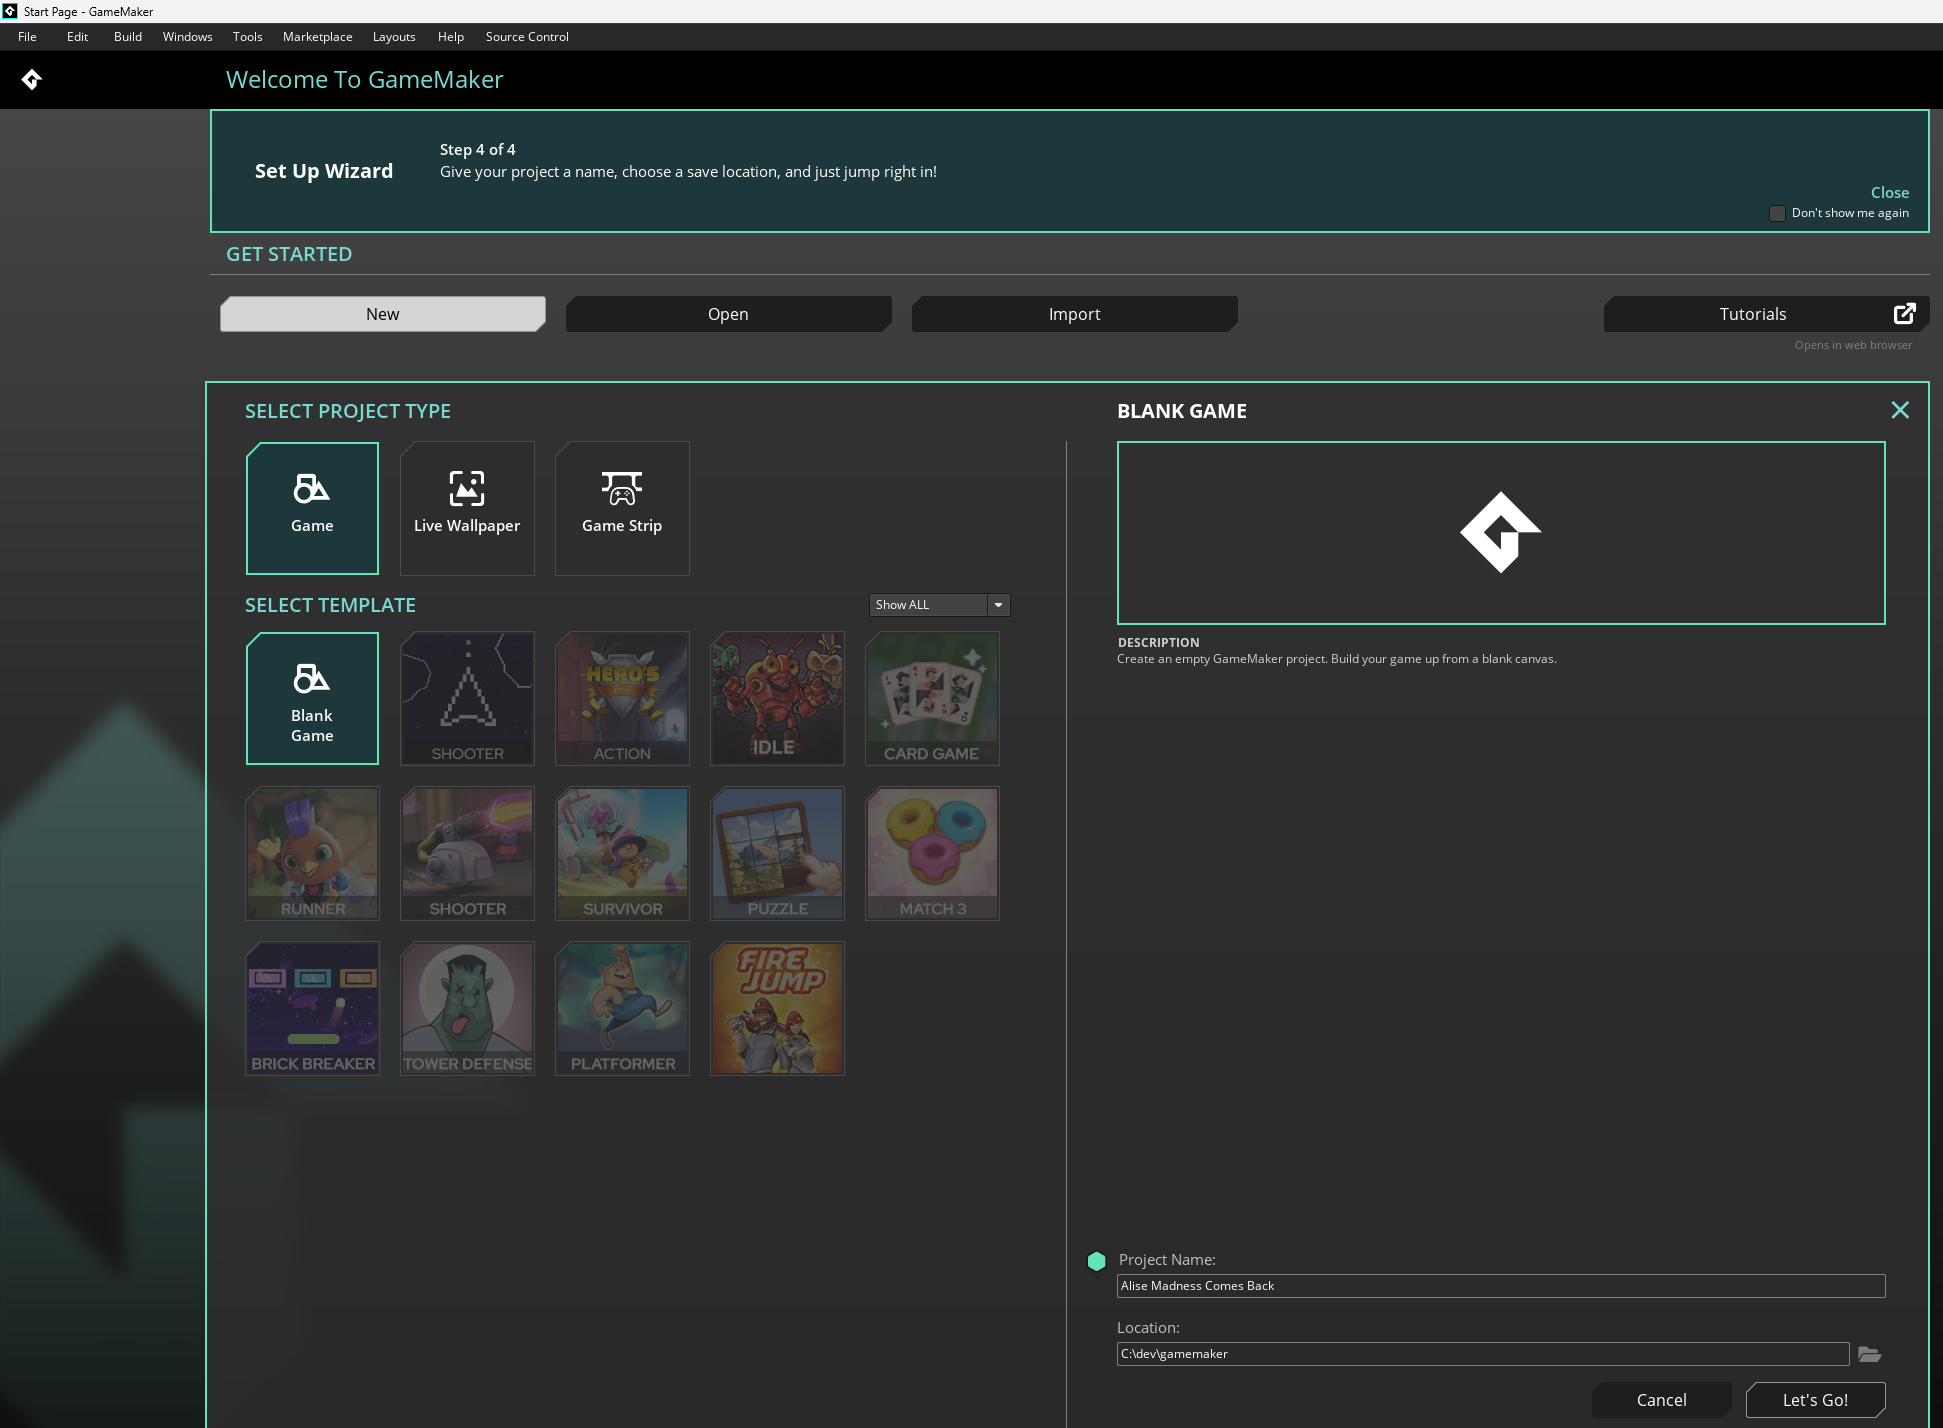 Start Page - GameMaker
File Edit Build Windows Tools Marketplace Layouts Help Source Control
Welcome To GameMaker
Set Up Wizard
Step 4 of 4
Give your project a name, choose a save location, and just jump right in!
Close
Don't show me again
GET STARTED
New Open Import Tutorials
Opens in web browser
SELECT PROJECT TYPE
Game Live Wallpaper Game Strip
SELECT TEMPLATE
Show ALL
Blank
Game
SHOOTER
HERO'S
Trail
ACTION
IDLE
CARD GAME
RUNNER
SHOOTER
SURVIVOR
PUZZLE
MATCH 3
BRICK BREAKER
TOWER DEFENSE
PLATFORMER
FIRE
JUMP
BLANK GAME
DESCRIPTION
Create an empty GameMaker project. Build your game up from a blank canvas.
Project Name:
Alise Madness Comes Back
Location:
C:\dev\gamemaker
Cancel Let's Go!